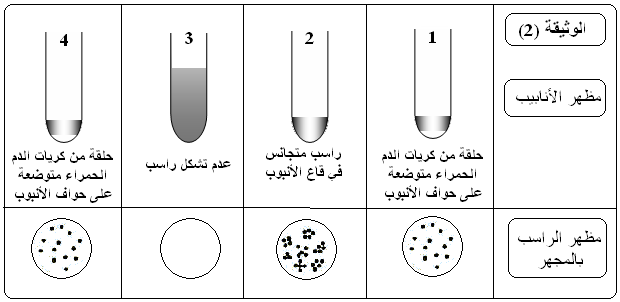 الوثيقة (2)
1
2
3
4
مظهر الأنابيب
حلقة من كريات الدم
الحمراء متوضعة
على حواف الأنبوب
راسب متجانس
في قاع الأنبوب
عدم تشكل راسب
حلقة من كريات الدم
الحمراء متوضعة
على حواف الأنبوب
مظهر الراسب
بالمجهر